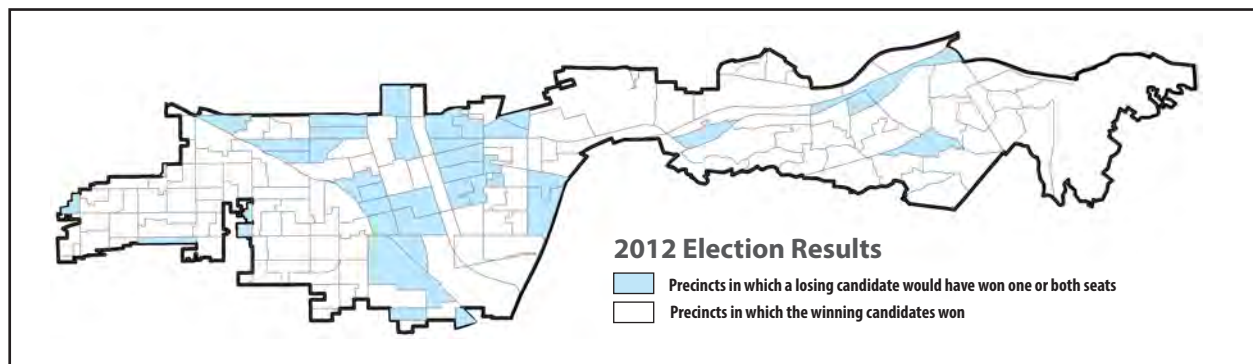 2012 Election Results
Precincts in which a losing candidate would have won one or both seats
Precincts in which the winning candidates won